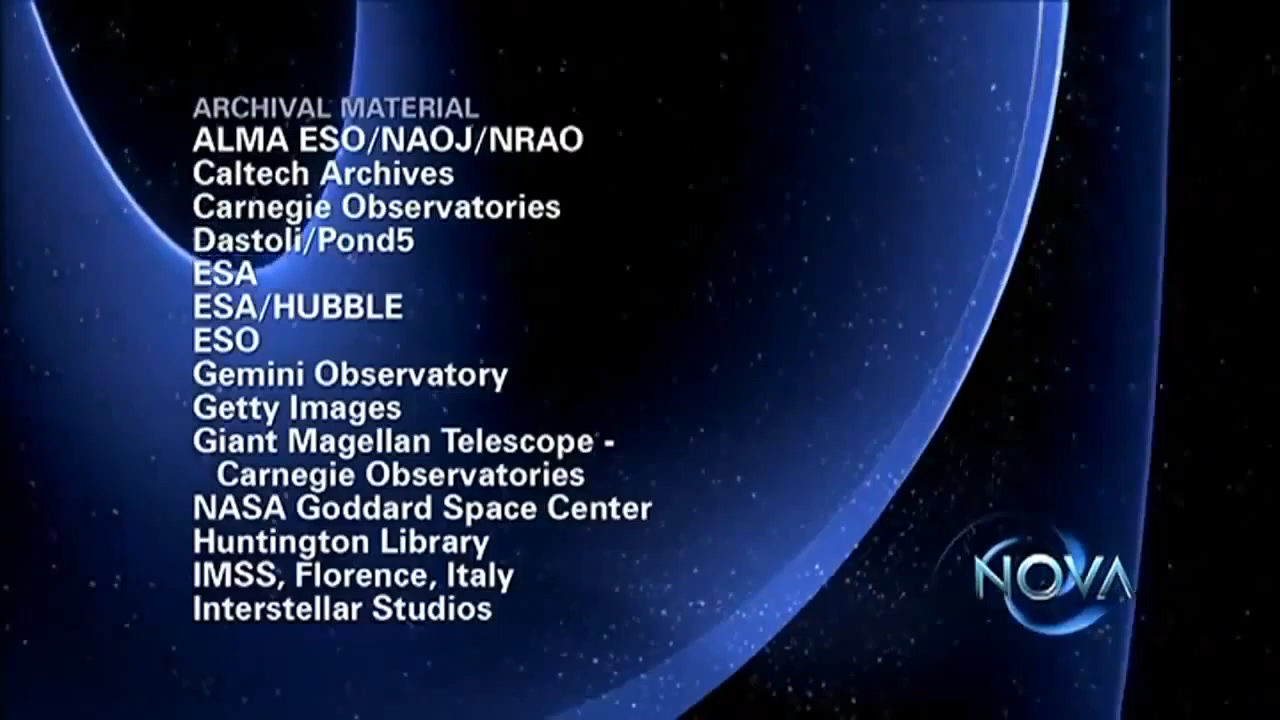 ARCHIVAL MATERIAL
ALMA ESO/NAOJ/NRAO
Caltech Archives
Carnegie Observatories
Dastoli/Pond5
ESA
ESA/HUBBLE
ESO
Gemini Observatory
Getty Images
Giant Magellan Telescope -
Carnegie Observatories
NASA Goddard Space Center
Huntington Library
IMSS, Florence, Italy
Interstellar Studios
NOVA